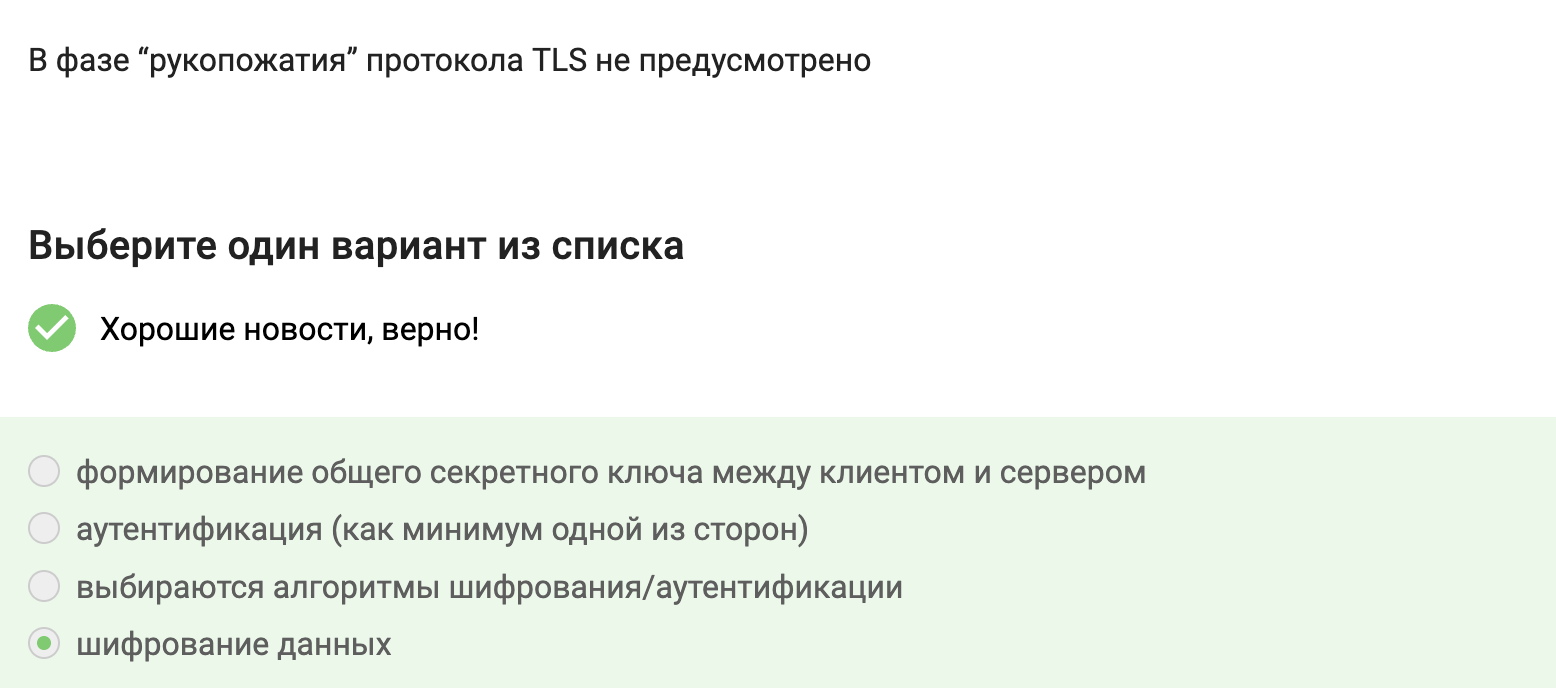 В фазе “рукопожатия” протокола TLS не предусмотрено
Выберите один вариант из списка
Хорошие новости, верно!
формирование общего секретного ключа между клиентом и сервером
аутентификация (как минимум одной из сторон)
выбираются алгоритмы шифрования/аутентификации
шифрование данных